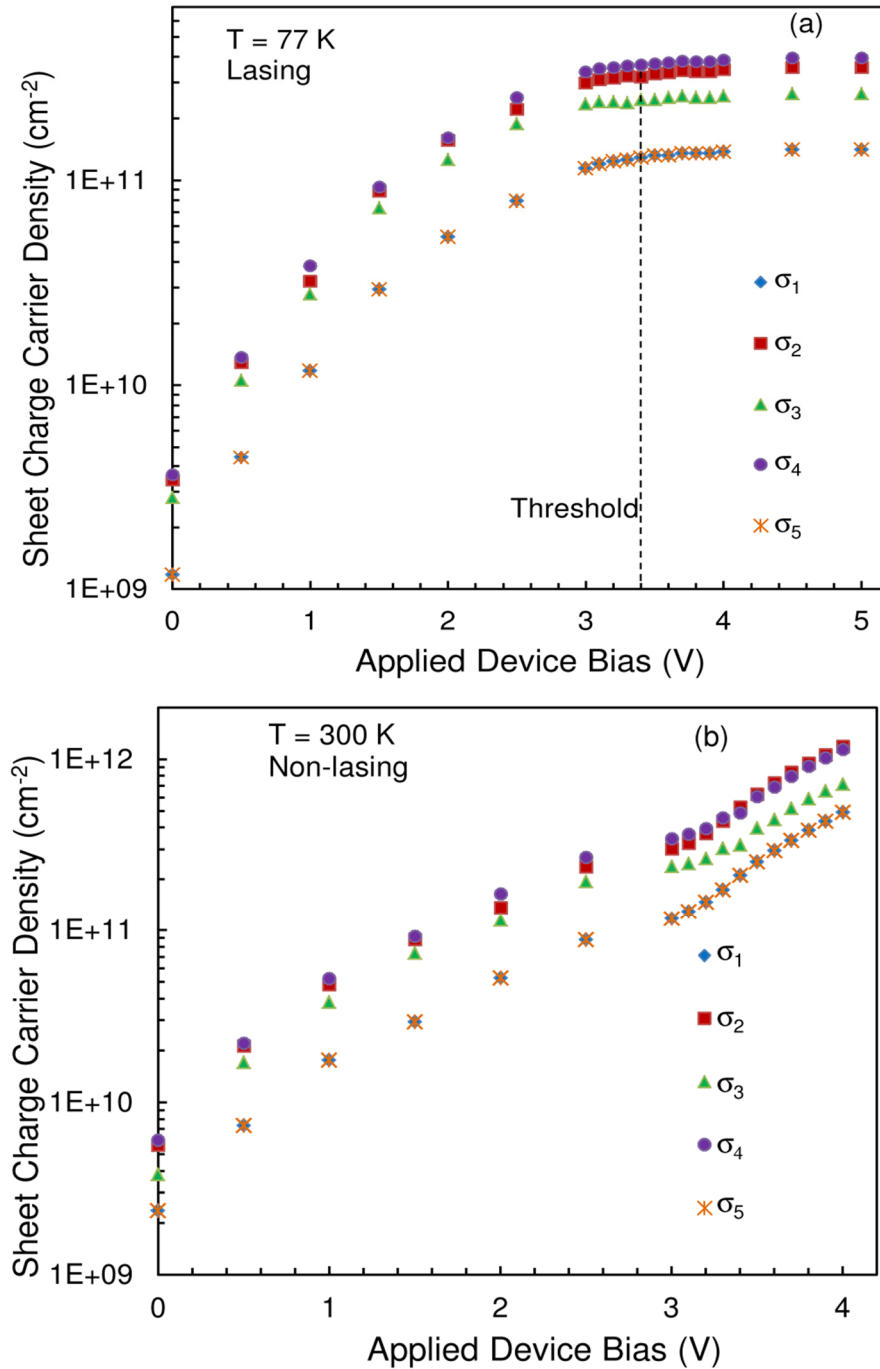 (a)
T = 77 K
Lasing
Sheet Charge Carrier Density (cm⁻²)
1E+11
1E+10
1E+09
σ₁
σ₂
σ₃
σ₄
σ₅
Threshold
0 1 2 3 4 5
Applied Device Bias (V)
(b)
T = 300 K
Non-lasing
Sheet Charge Carrier Density (cm⁻²)
1E+12
1E+11
1E+10
1E+09
σ₁
σ₂
σ₃
σ₄
σ₅
0 1 2 3 4
Applied Device Bias (V)